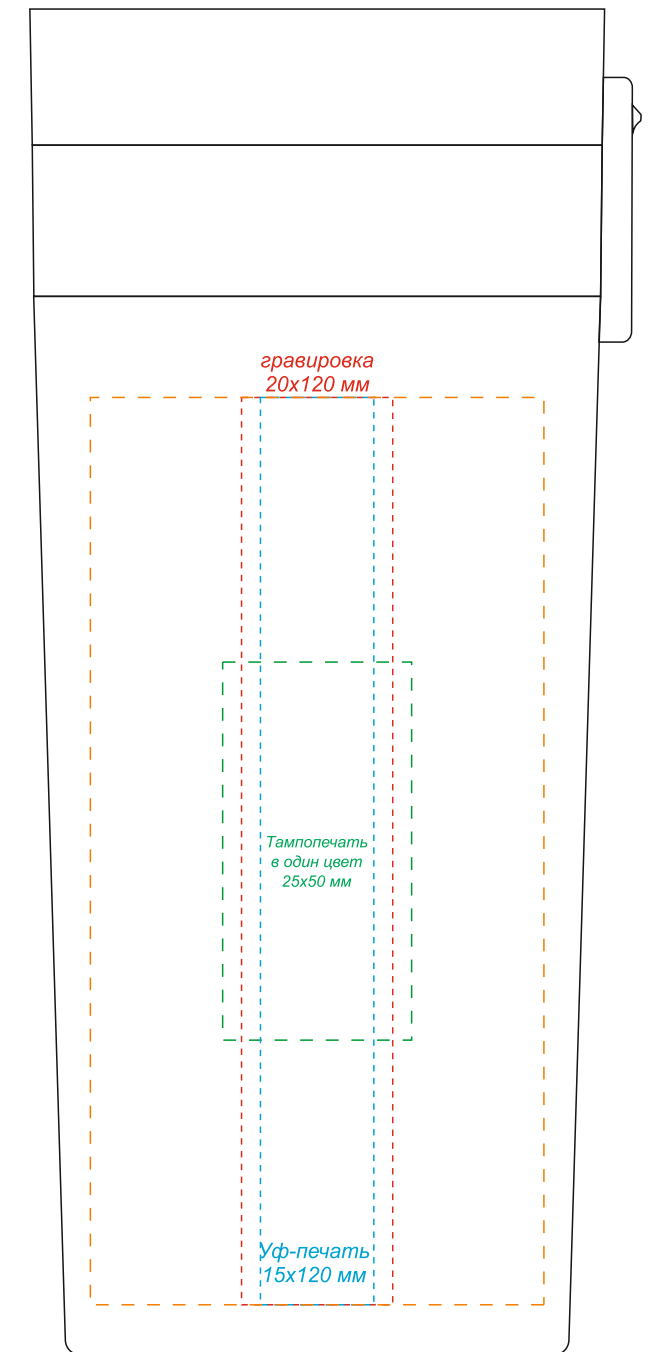 гравировка
20х120 мм
Тампопечать
в один цвет
25х50 мм
Уф-печать
15х120 мм